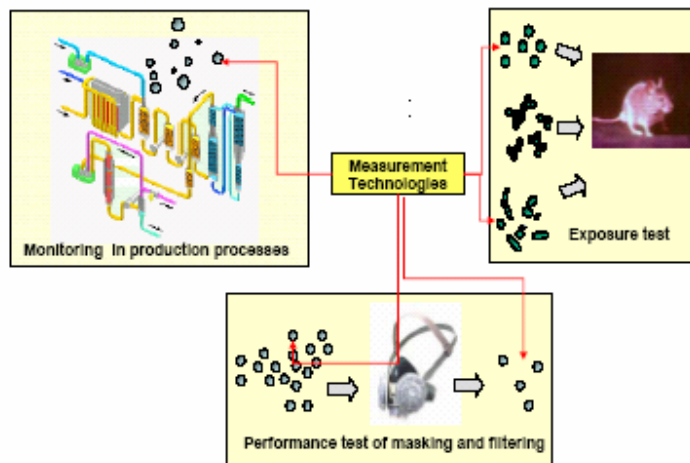 Measurement
Technologies
Monitoring in production processes
Exposure test
Performance test of masking and filtering